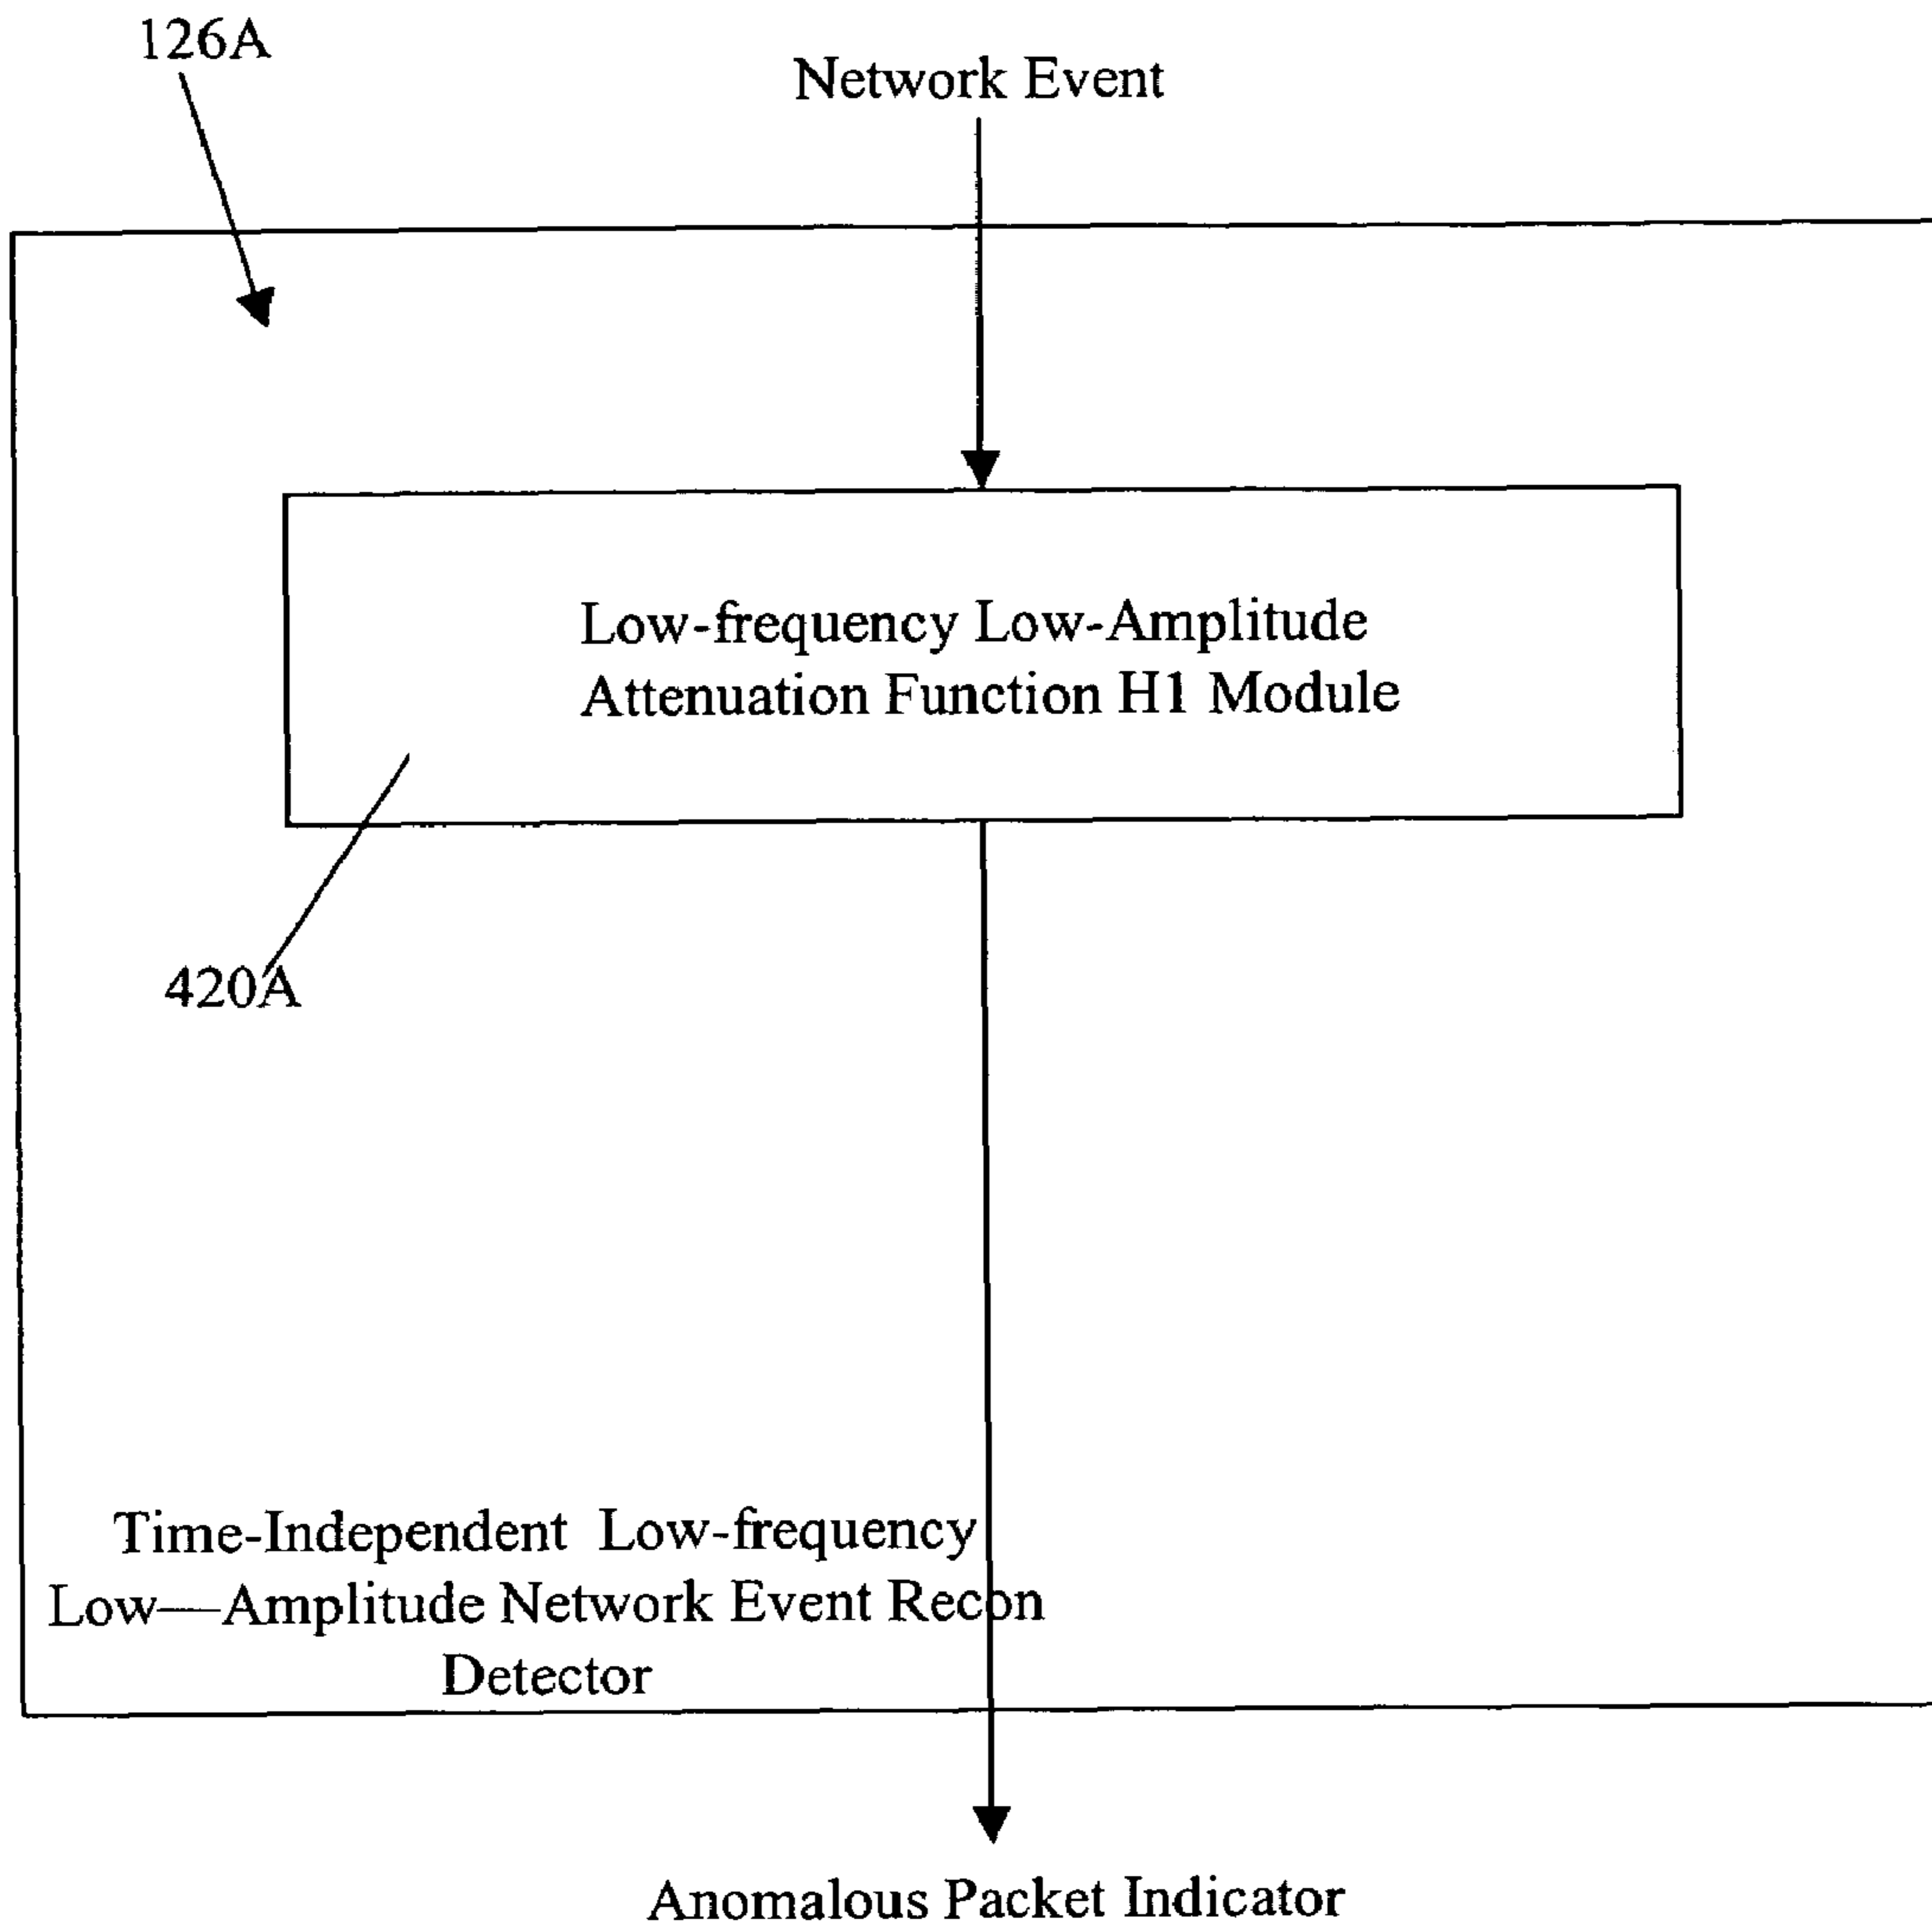 126A
Network Event
Low-frequency Low-Amplitude
Attenuation Function H1 Module
420A
Time-Independent Low-frequency
Low—Amplitude Network Event Recon
Detector
Anomalous Packet Indicator